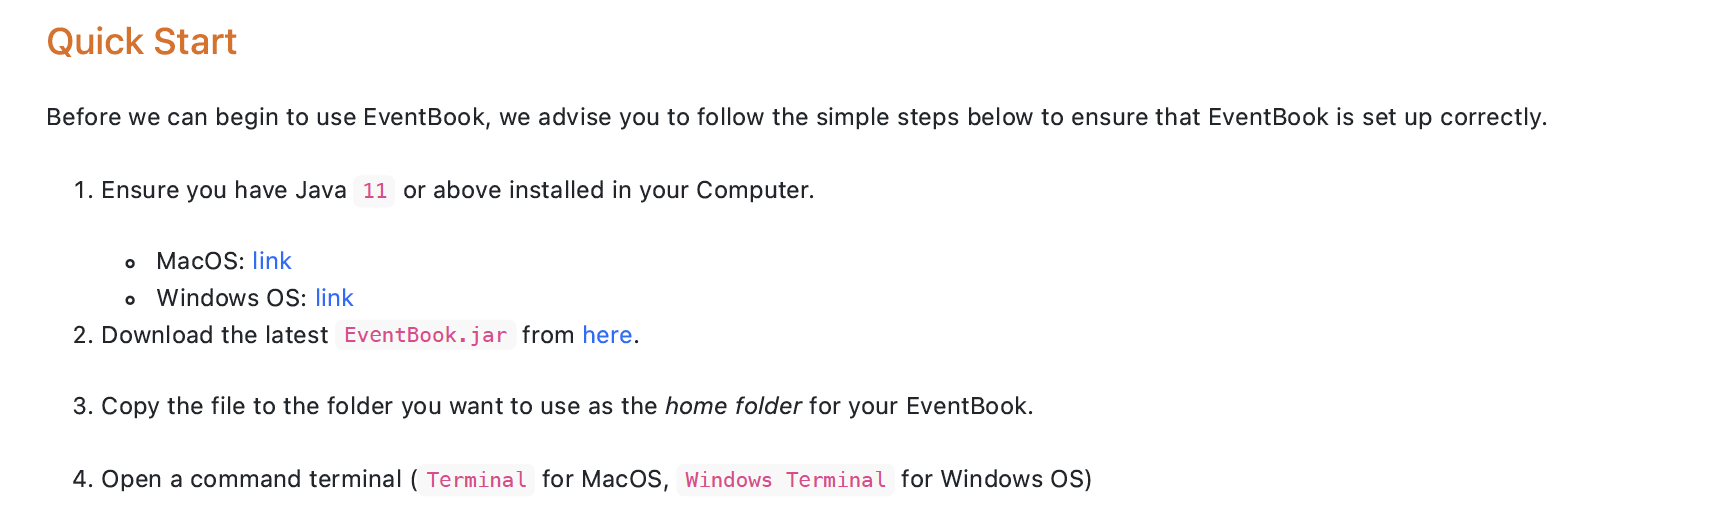 Quick Start
Before we can begin to use EventBook, we advise you to follow the simple steps below to ensure that EventBook is set up correctly.
1. Ensure you have Java 11 or above installed in your Computer.
MacOS: link
Windows OS: link
2. Download the latest EventBook.jar from here.
3. Copy the file to the folder you want to use as the home folder for your EventBook.
4. Open a command terminal ( Terminal for MacOS, Windows Terminal for Windows OS)